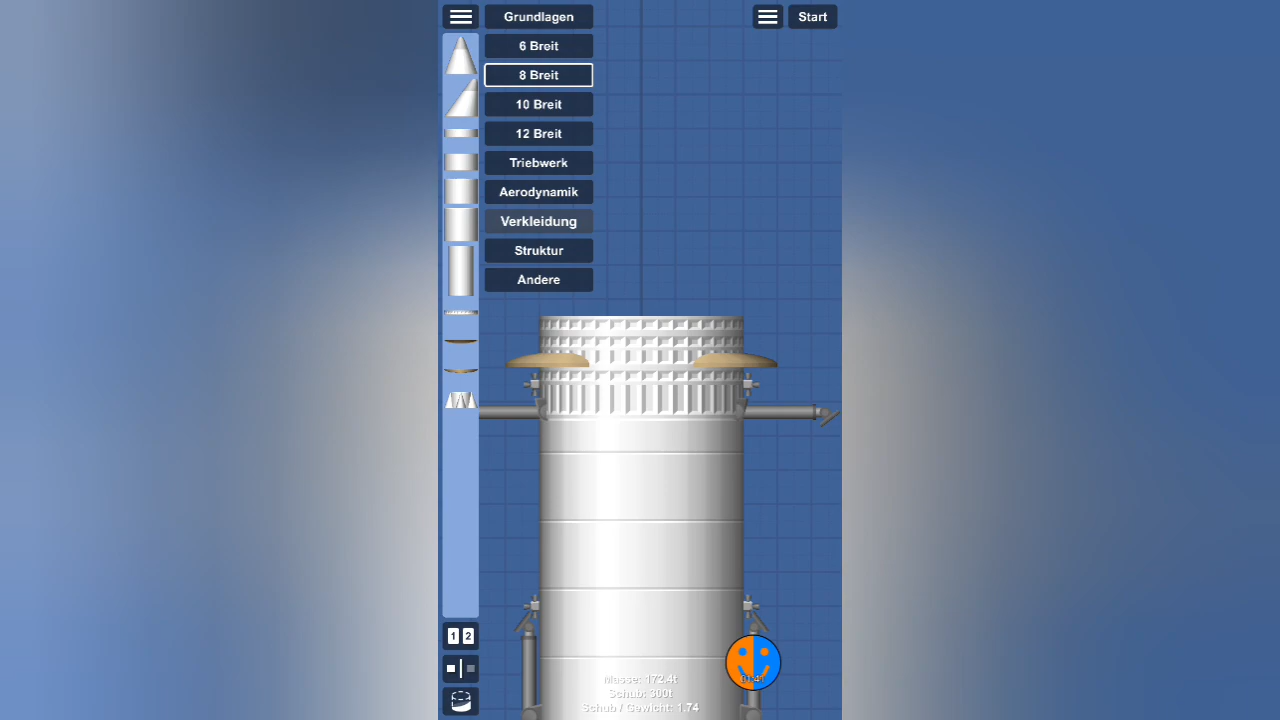 Grundlagen
Start
6 Breit
8 Breit
10 Breit
12 Breit
Triebwerk
Aerodynamik
Verkleidung
Struktur
Andere
1 2
Masse: 172.4t
Schub: 300t
Schub / Gewicht: 1.74